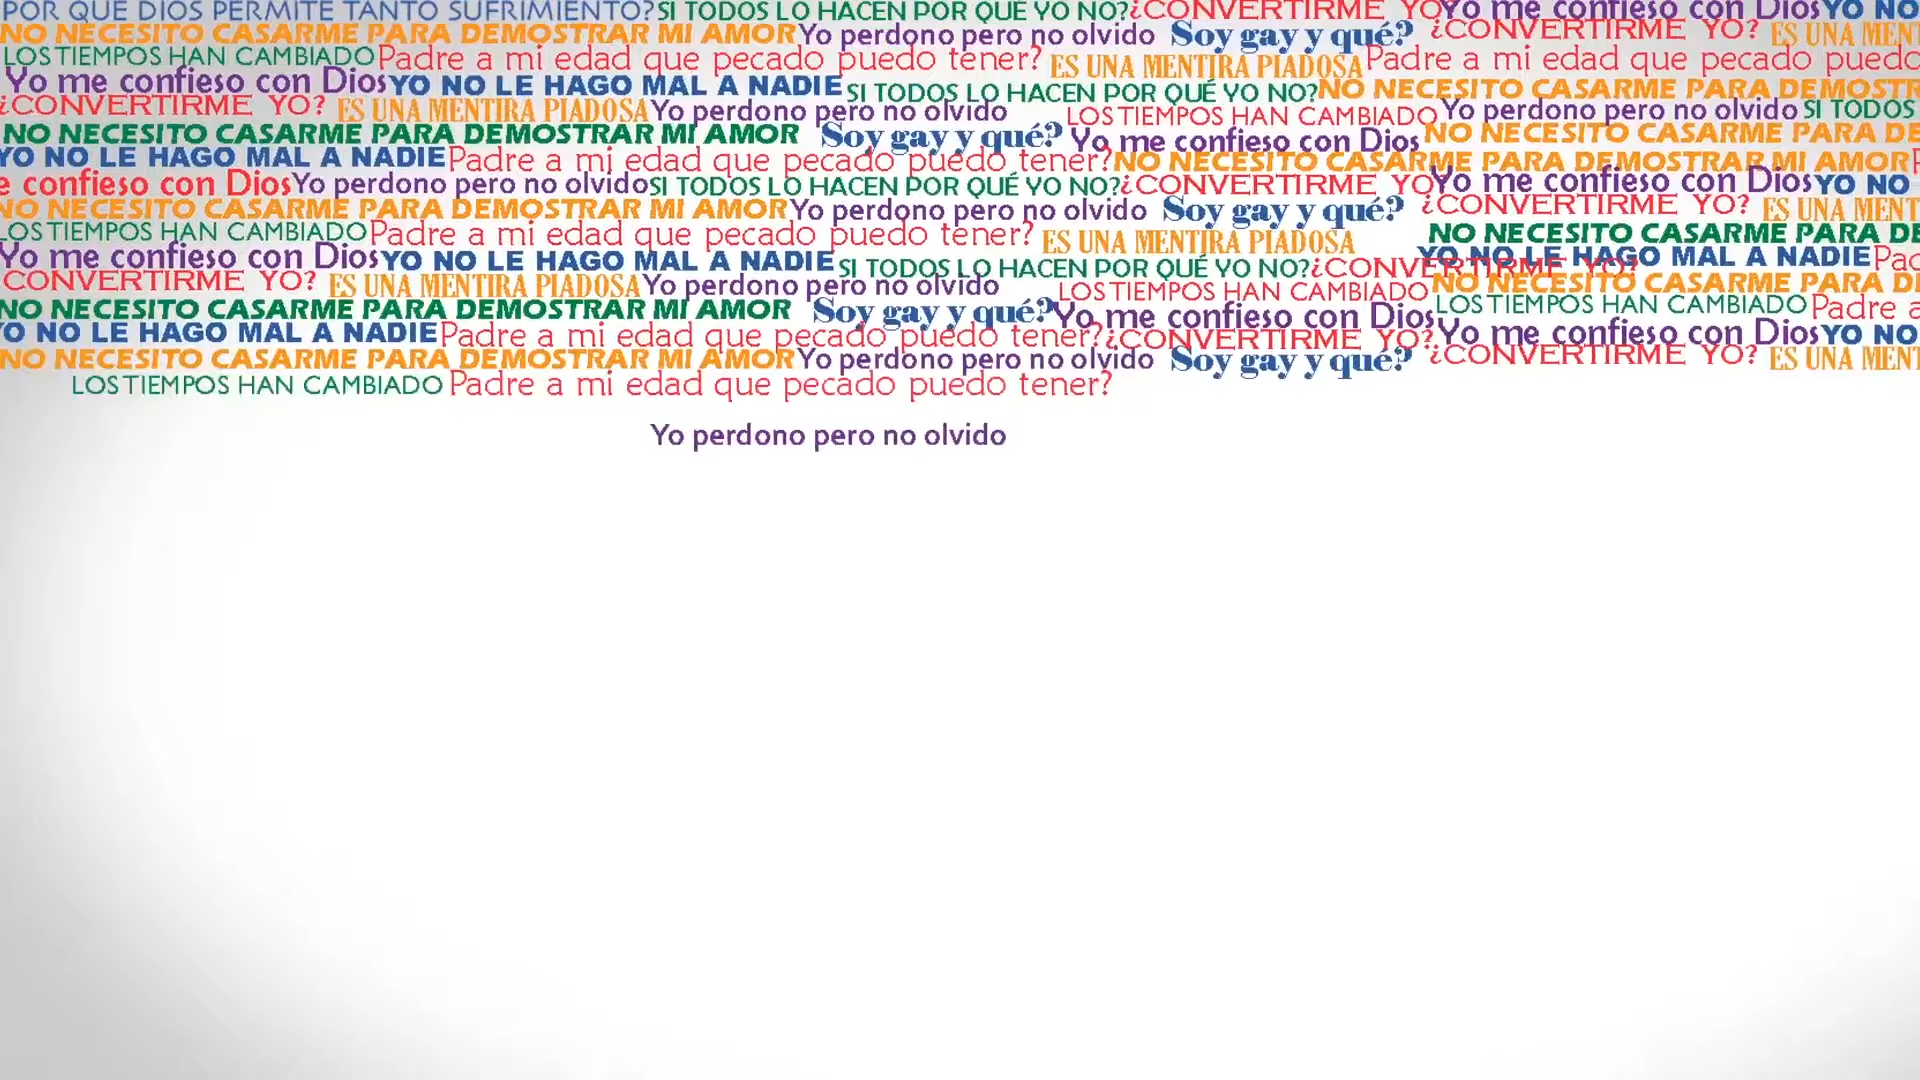 POR QUE DIOS PERMITE TANTO SUFRIMIENTO? SI TODOS LO HACEN POR QUÉ YO NO? ¿CONVERTIRME YO Yo me confieso con Dios YO NO
NO NECESITO CASARME PARA DEMOSTRAR MI AMOR Yo perdono pero no olvido Soy gay y qué? ¿CONVERTIRME YO? ES UNA MENT
LOS TIEMPOS HAN CAMBIADO Padre a mi edad que pecado puedo tener? ES UNA MENTIRA PIADOSA Padre a mi edad que pecado puedo
Yo me confieso con Dios YO NO LE HAGO MAL A NADIE SI TODOS LO HACEN POR QUÉ YO NO? NO NECESITO CASARME PARA DEMOSTR
¿CONVERTIRME YO? ES UNA MENTIRA PIADOSA Yo perdono pero no olvido LOS TIEMPOS HAN CAMBIADO Yo perdono pero no olvido SI TODOS
NO NECESITO CASARME PARA DEMOSTRAR MI AMOR Soy gay y qué? Yo me confieso con Dios NO NECESITO CASARME PARA DE
YO NO LE HAGO MAL A NADIE Padre a mi edad que pecado puedo tener? NO NECESITO CASARME PARA DEMOSTRAR MI AMOR
e confieso con Dios Yo perdono pero no olvido SI TODOS LO HACEN POR QUÉ YO NO? ¿CONVERTIRME YO Yo me confieso con Dios YO NO
NO NECESITO CASARME PARA DEMOSTRAR MI AMOR Yo perdono pero no olvido Soy gay y qué? ¿CONVERTIRME YO? ES UNA MENT
LOS TIEMPOS HAN CAMBIADO Padre a mi edad que pecado puedo tener? ES UNA MENTIRA PIADOSA NO NECESITO CASARME PARA DE
Yo me confieso con Dios YO NO LE HAGO MAL A NADIE SI TODOS LO HACEN POR QUÉ YO NO? ¿CONVERTIRME YO? YO NO LE HAGO MAL A NADIE Pad
CONVERTIRME YO? ES UNA MENTIRA PIADOSA Yo perdono pero no olvido LOS TIEMPOS HAN CAMBIADO NO NECESITO CASARME PARA D
NO NECESITO CASARME PARA DEMOSTRAR MI AMOR Soy gay y qué? Yo me confieso con Dios LOS TIEMPOS HAN CAMBIADO Padre a
YO NO LE HAGO MAL A NADIE Padre a mi edad que pecado puedo tener? ¿CONVERTIRME YO? Yo me confieso con Dios YO NO
NO NECESITO CASARME PARA DEMOSTRAR MI AMOR Yo perdono pero no olvido Soy gay y qué? ¿CONVERTIRME YO? ES UNA MENT
LOS TIEMPOS HAN CAMBIADO Padre a mi edad que pecado puedo tener?
Yo perdono pero no olvido